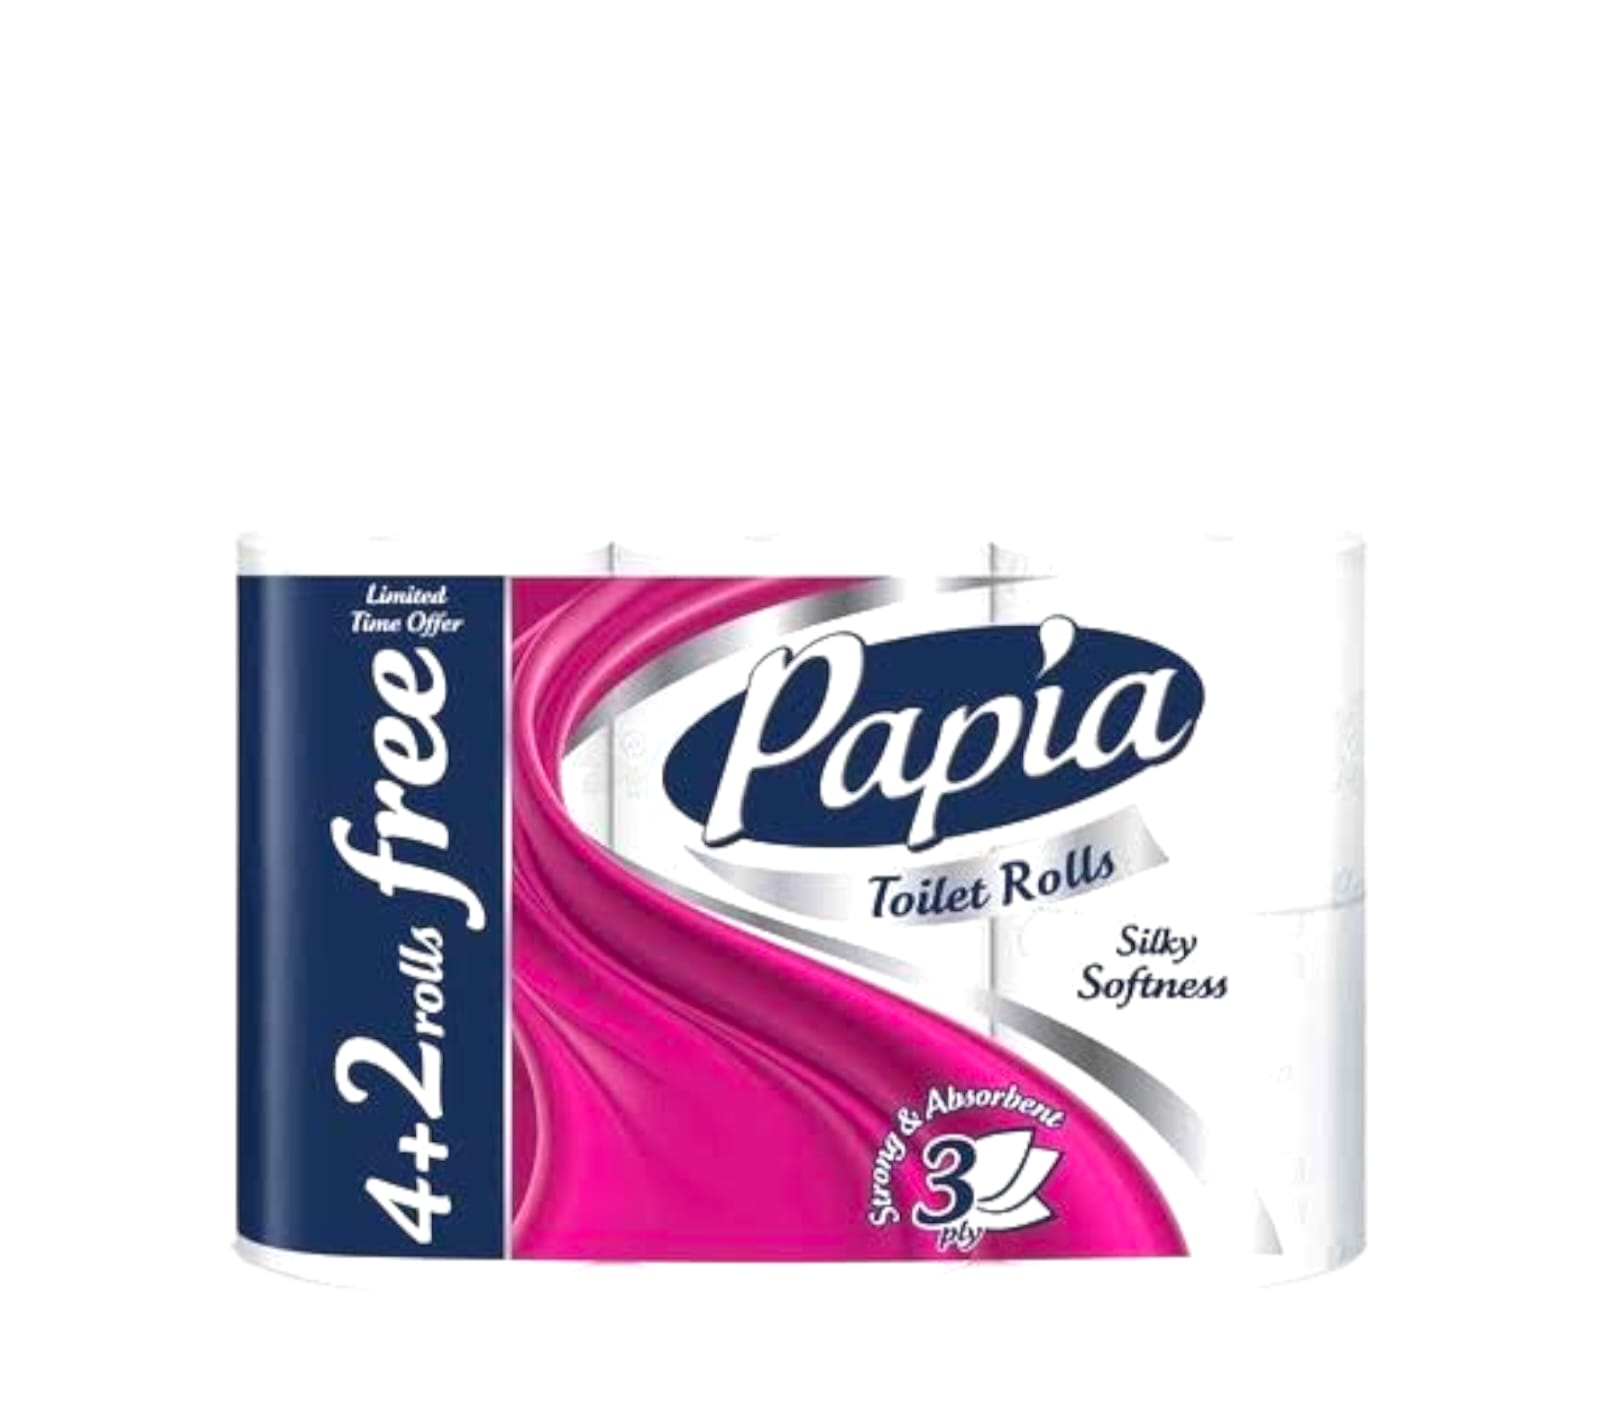 Limited
Time Offer
4+2 rolls free
Papia
Toilet Rolls
Silky
Softness
Strong & Absorbent
3
ply